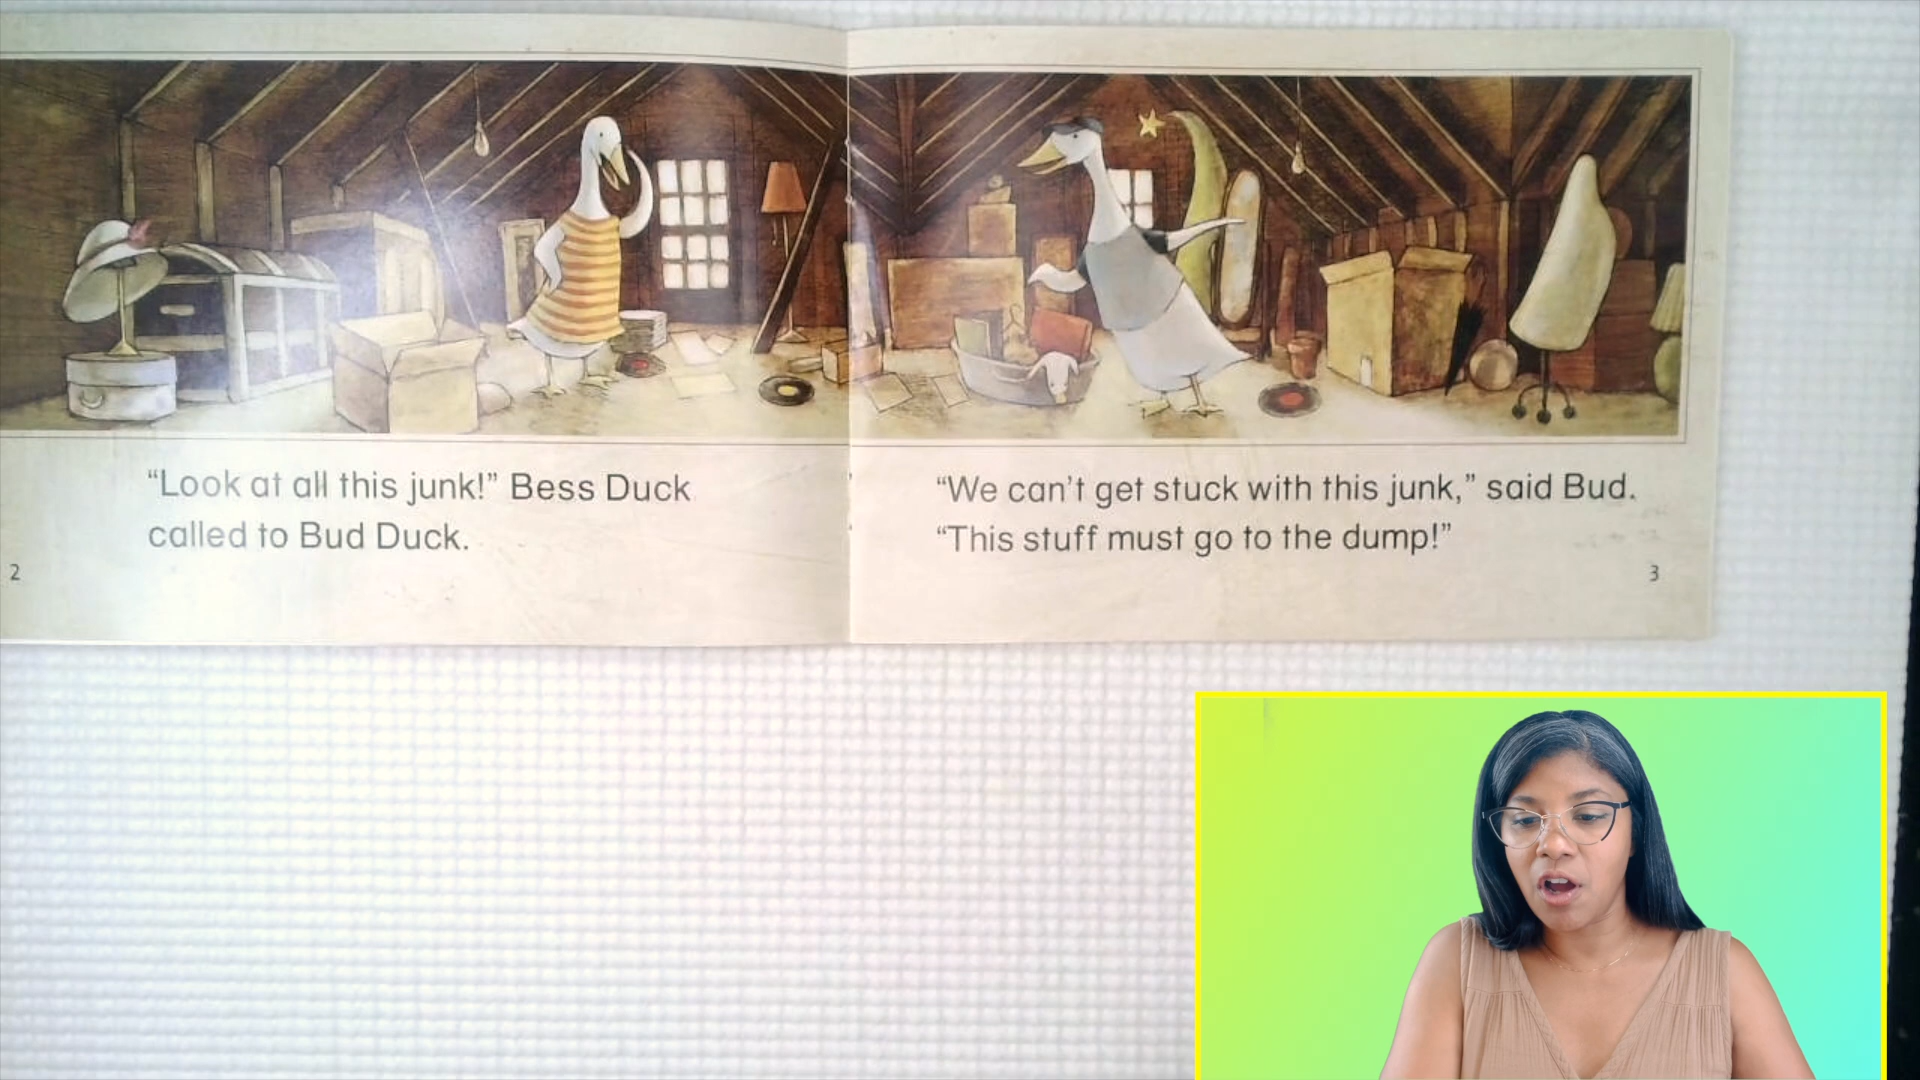 “Look at all this junk!” Bess Duck
called to Bud Duck.
2
“We can’t get stuck with this junk,” said Bud.
“This stuff must go to the dump!”
3